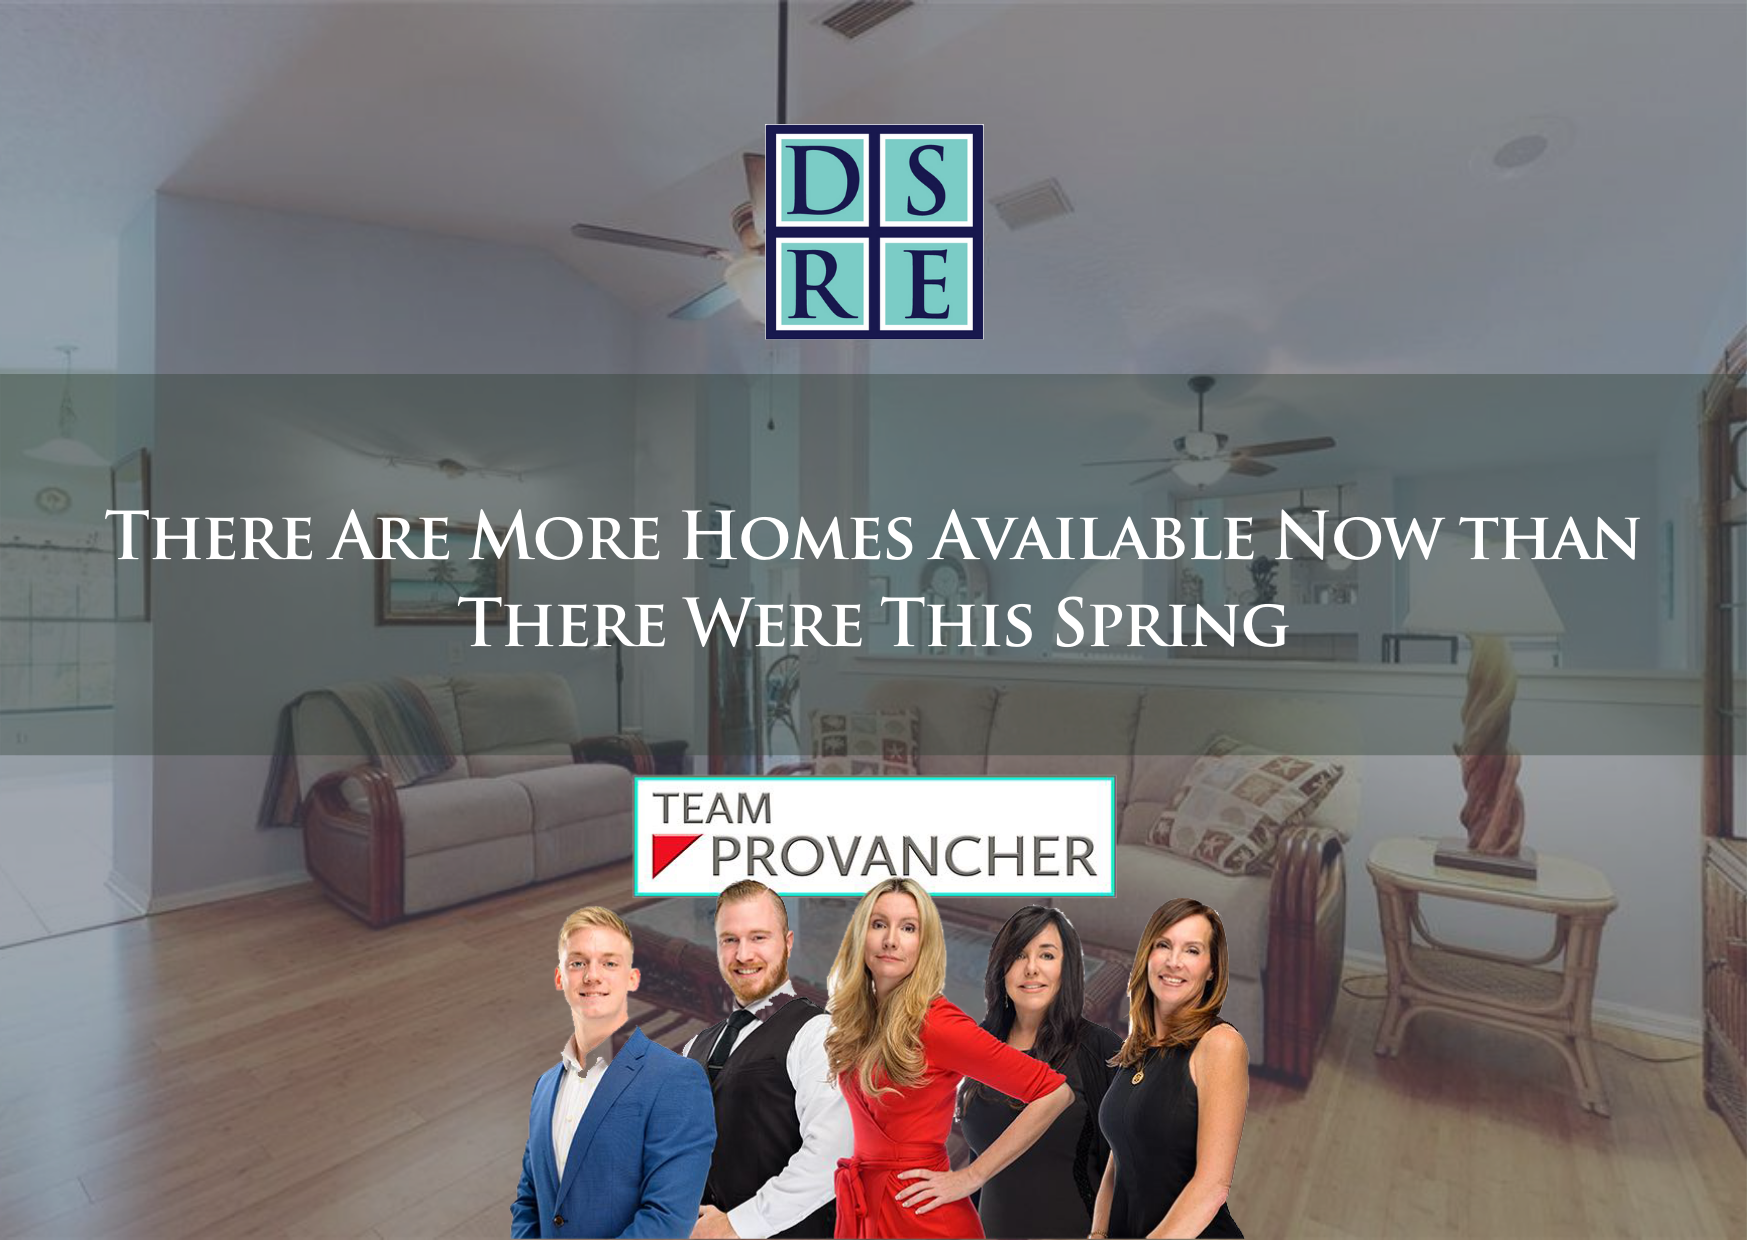 D S
R E
There Are More Homes Available Now than
There Were This Spring
TEAM
PROVANCHER